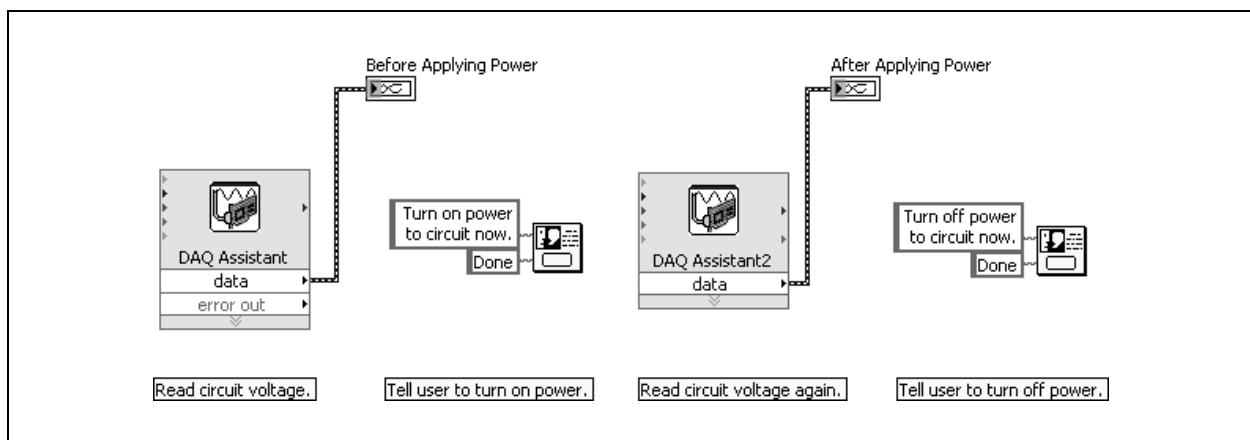 Before Applying Power
After Applying Power
DAQ Assistant
data
error out
Turn on power
to circuit now.
Done
DAQ Assistant2
data
Turn off power
to circuit now.
Done
Read circuit voltage.
Tell user to turn on power.
Read circuit voltage again.
Tell user to turn off power.